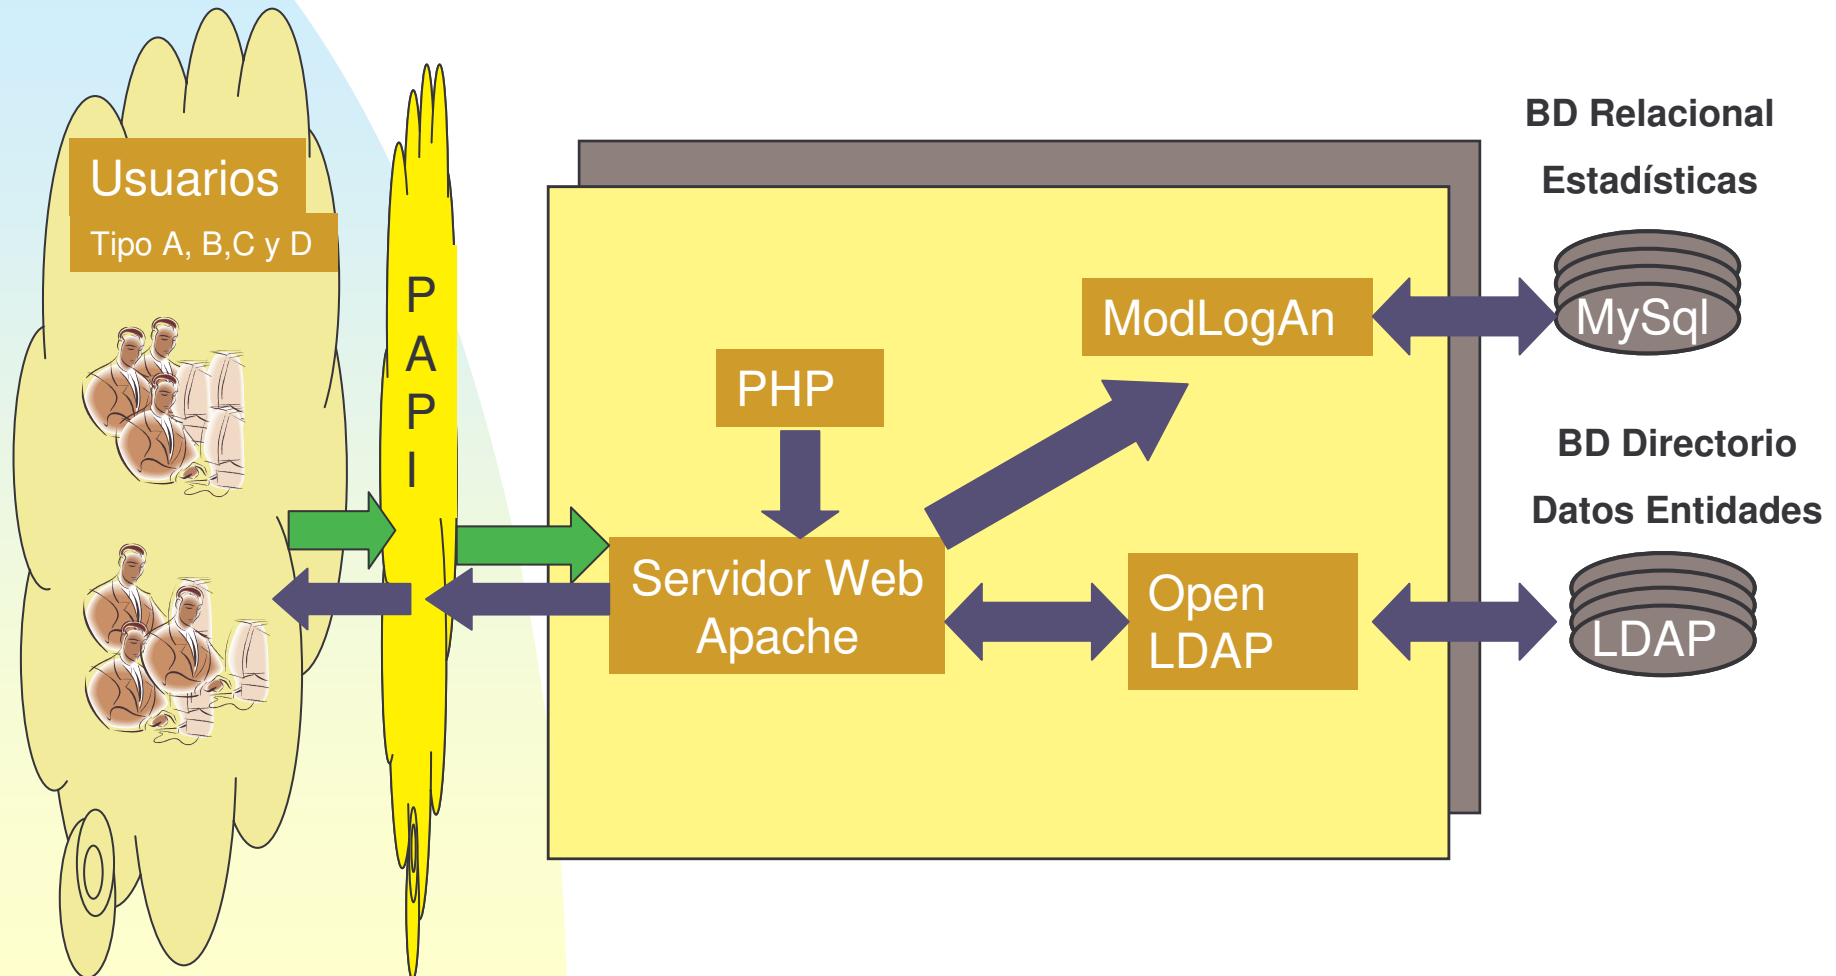 Usuarios
Tipo A, B,C y D
P
A
P
I
PHP
Servidor Web
Apache
ModLogAn
Open
LDAP
BD Relacional
Estadísticas
MySql
BD Directorio
Datos Entidades
LDAP